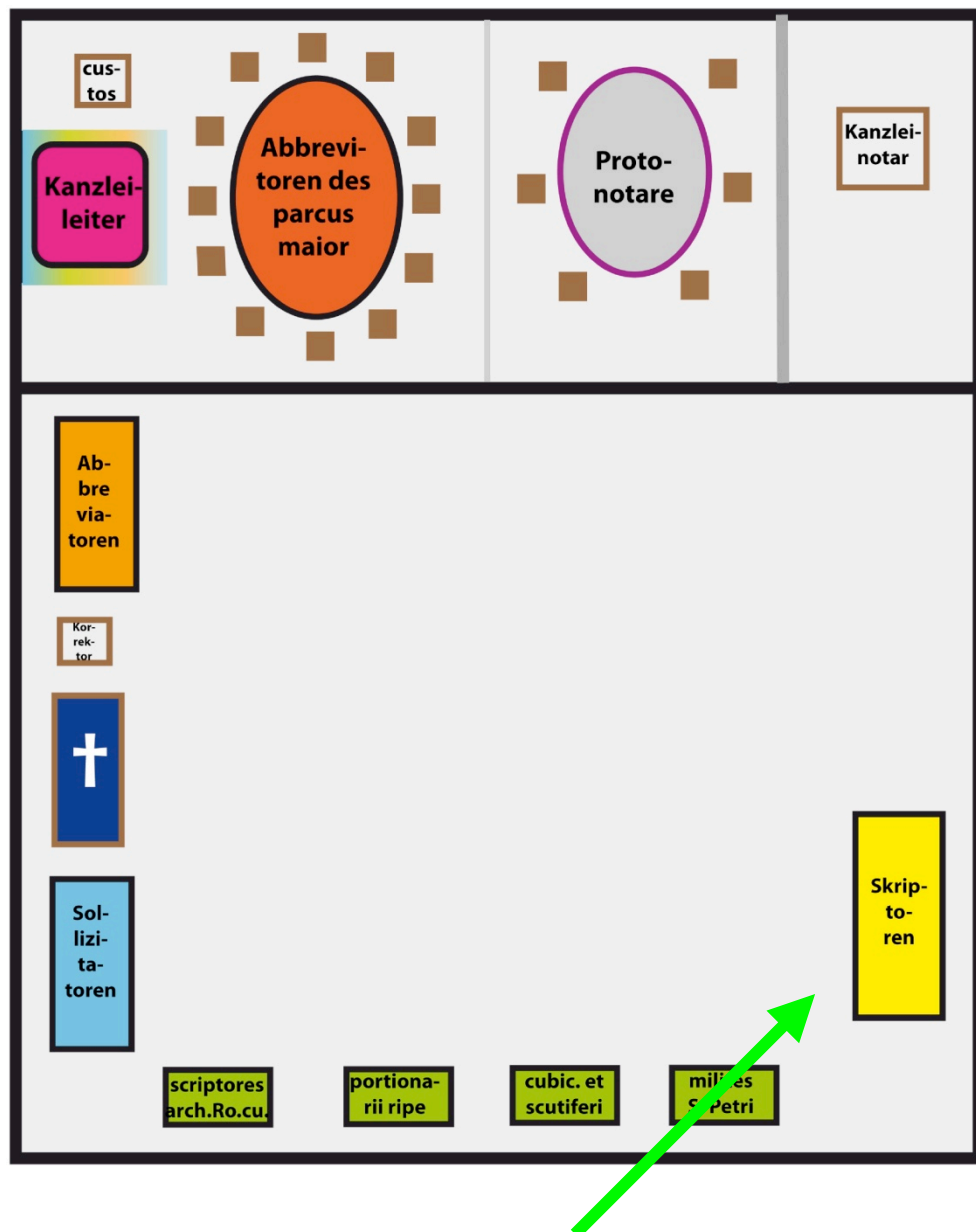 cus-
tos
Kanzlei-
leiter
Abbrevi-
toren des
parcus
maior
Proto-
notare
Kanzlei-
notar
Ab-
bre
via-
toren
Kor-
rek-
tor
Sol-
lizi-
ta-
toren
Skrip-
to-
ren
scriptores
arch.Ro.cu.
portiona-
rii ripe
cubic. et
scutiferi
milites
S. Petri